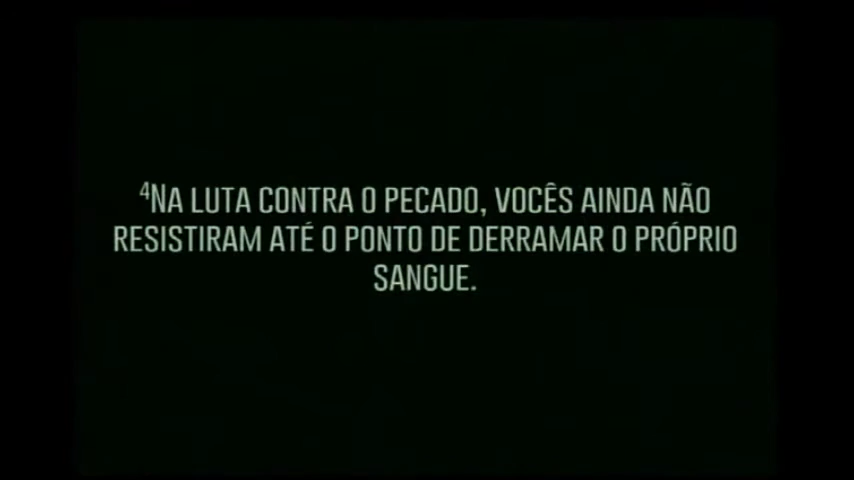 ⁴NA LUTA CONTRA O PECADO, VOCÊS AINDA NÃO
RESISTIRAM ATÉ O PONTO DE DERRAMAR O PRÓPRIO
SANGUE.